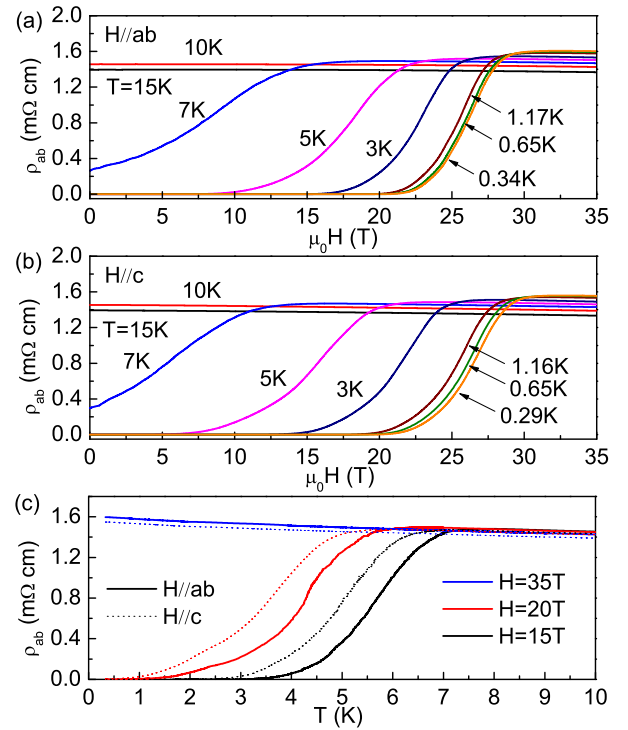 (a)
H//ab
10K
T=15K
7K
5K
3K
1.17K
0.65K
0.34K
ρab (mΩ cm)
2.0
1.6
1.2
0.8
0.4
0.0
0 5 10 15 20 25 30 35
μ0H (T)
(b)
H//c
10K
T=15K
7K
5K
3K
1.16K
0.65K
0.29K
ρab (mΩ cm)
2.0
1.6
1.2
0.8
0.4
0.0
0 5 10 15 20 25 30 35
μ0H (T)
(c)
H//ab
H//c
H=35T
H=20T
H=15T
ρab (mΩ cm)
1.6
1.2
0.8
0.4
0.0
0 1 2 3 4 5 6 7 8 9 10
T (K)